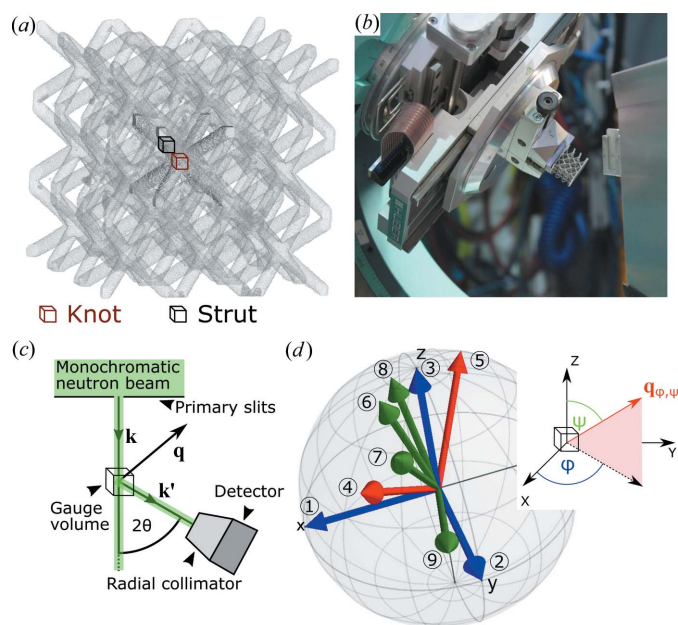 (a)
Knot
Strut
(b)
(c)
Monochromatic
neutron beam
Primary slits
k
q
k'
Gauge
volume
2θ
Detector
Radial collimator
(d)
⑧
z
③
⑤
⑥
⑦
④
①
x
⑨
②
y
Z
q φ,ψ
ψ
Y
φ
X